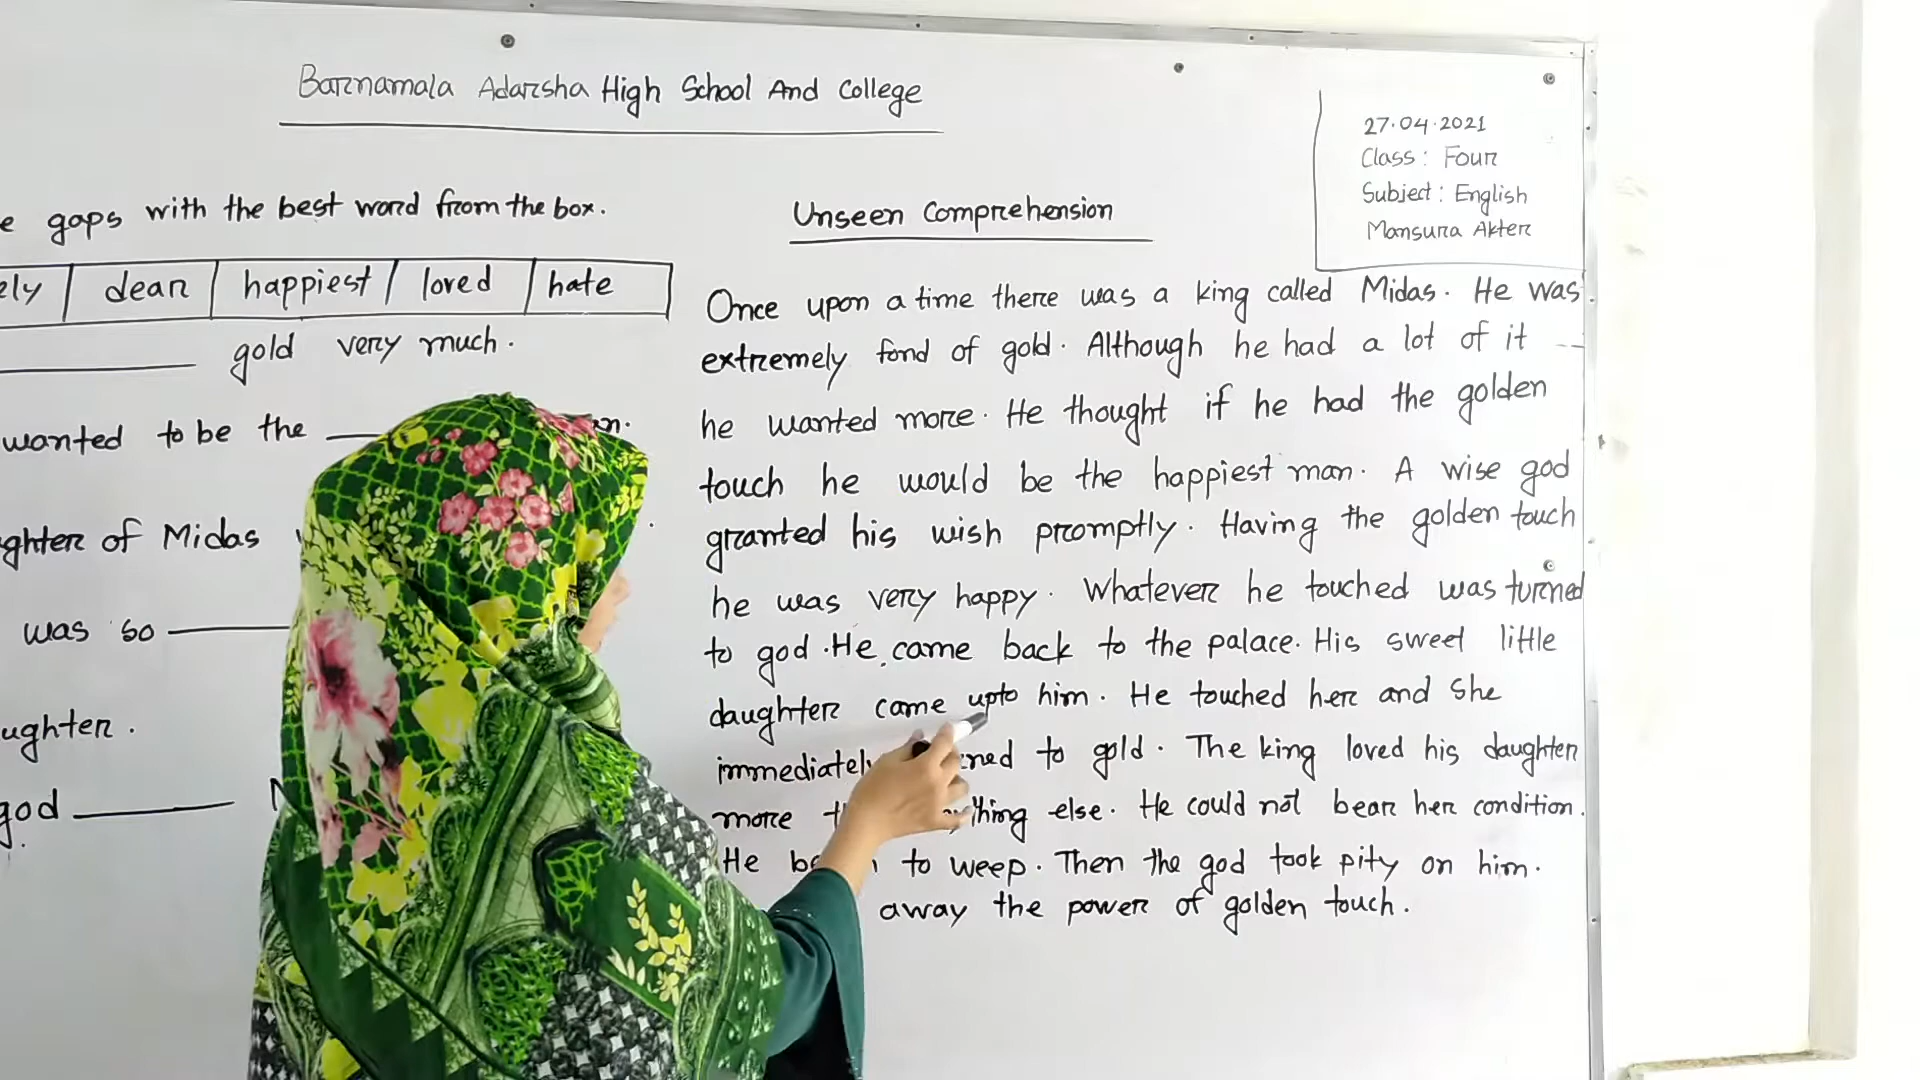 Barnamala Adarsha High School And College
27.04.2021
Class : Four
Subject : English
Mansura Akter
gaps with the best word from the box.
dear happiest loved hate
gold very much.
wanted to be the
of Midas
was so
god
Unseen Comprehension
Once upon a time there was a king called Midas. He was
extremely fond of gold. Although he had a lot of it
he wanted more. He thought if he had the golden
touch he would be the happiest man. A wise god
granted his wish promptly. Having the golden touch
he was very happy. Whatever he touched was turned
to god. He came back to the palace. His sweet little
daughter came upto him. He touched her and she
immediately to gold. The king loved his daughter
more else. He could not bear her condition.
He to weep. Then the god took pity on him.
away the power of golden touch.